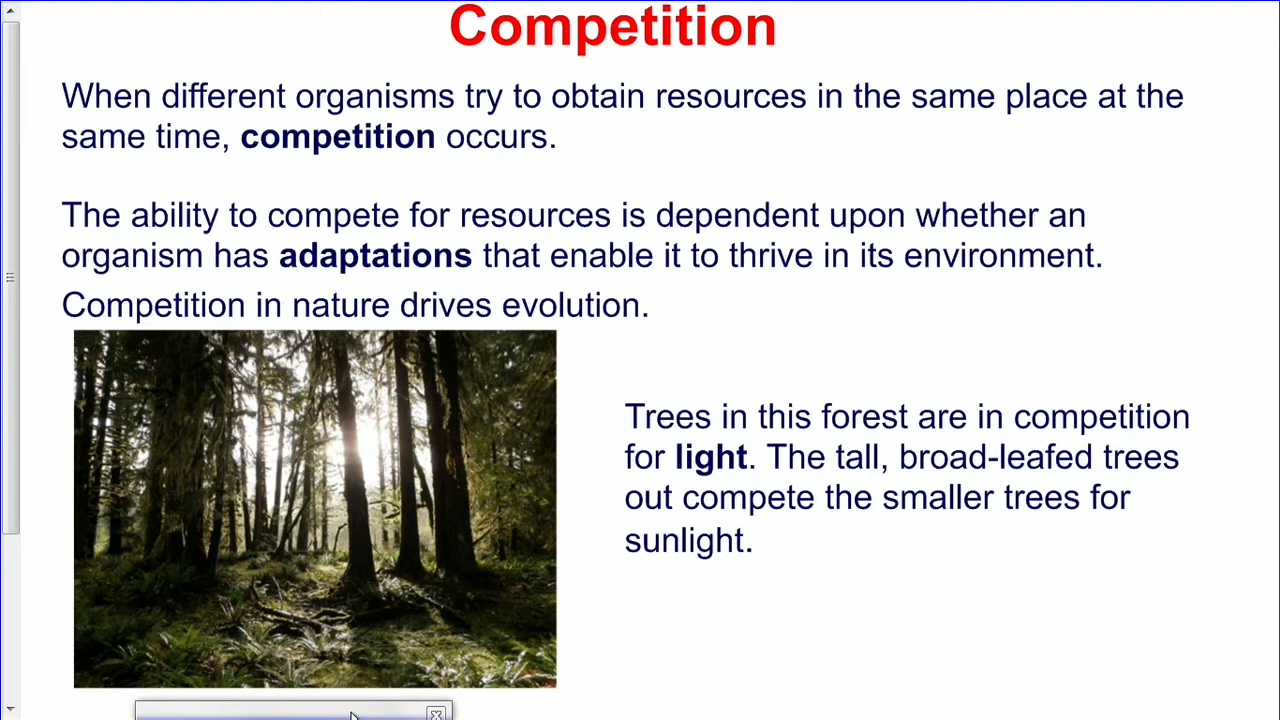 Competition
When different organisms try to obtain resources in the same place at the
same time, competition occurs.
The ability to compete for resources is dependent upon whether an
organism has adaptations that enable it to thrive in its environment.
Competition in nature drives evolution.
Trees in this forest are in competition
for light. The tall, broad-leafed trees
out compete the smaller trees for
sunlight.